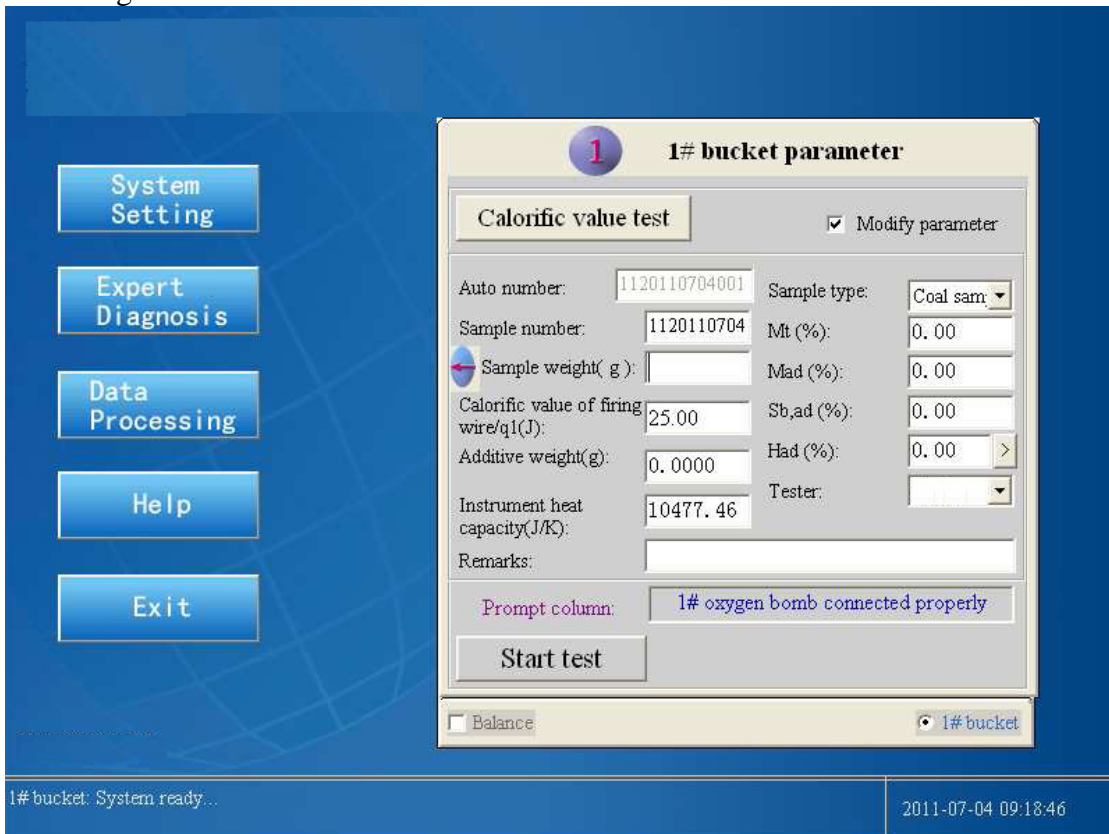 1# bucket parameter
1
System
Setting
Calorific value test
Modify parameter
Expert
Diagnosis
Auto number:
1120110704001
Sample type:
Coal sam
Sample number:
1120110704
Mt (%):
0.00
Sample weight( g ):
Mad (%):
0.00
Data
Processing
Calorific value of firing
wire/q1(J):
25.00
Sb,ad (%):
0.00
Additive weight(g):
0.0000
Had (%):
0.00
>
Help
Instrument heat
capacity(J/K):
10477.46
Tester:
Remarks:
Exit
Prompt column:
1# oxygen bomb connected properly
Start test
Balance
1# bucket
1# bucket: System ready...
2011-07-04 09:18:46